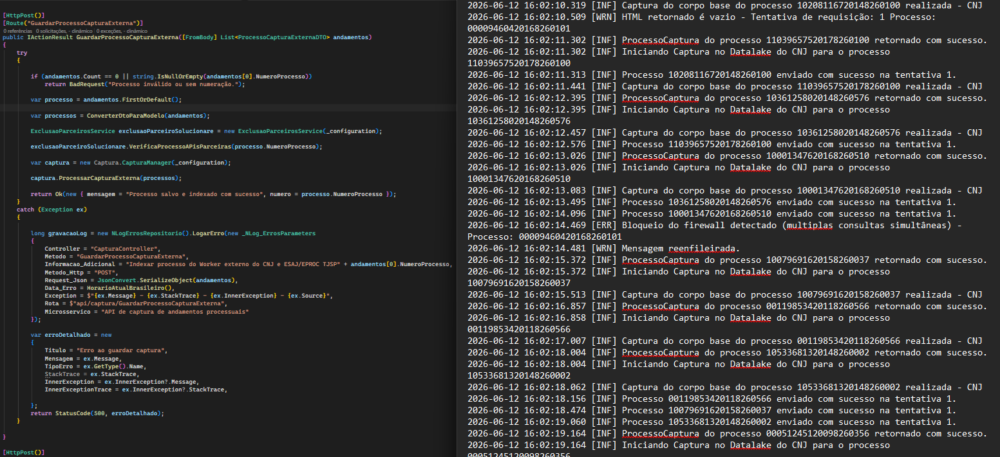 [HttpPost()]
[Route("GuardarProcessoCapturaExterna")]
0 referências | 0 solicitações, - dinâmico | 0 exceções, - dinâmico
public IActionResult GuardarProcessoCapturaExterna([FromBody] List<ProcessoCapturaExternaDTO> andamentos)
{
try
{
if (andamentos.Count == 0 || string.IsNullOrEmpty(andamentos[0].NumeroProcesso))
return BadRequest("Processo inválido ou sem numeração.");
var processo = andamentos.FirstOrDefault();
var processos = ConverterDtoParaModelo(andamentos);
ExclusaoParceirosService exclusaoParceiroSolucionare = new ExclusaoParceirosService(_configuration);
exclusaoParceiroSolucionare.VerificaProcessoAPisParceiras(processo.NumeroProcesso);
var captura = new Captura.CapturaManager(_configuration);
captura.ProcessarCapturaExterna(processos);
return Ok(new { mensagem = "Processo salvo e indexado com sucesso", numero = processo.NumeroProcesso });
}
catch (Exception ex)
{
long gravacaoLog = new NLogErrosRepositorio().LogarErro(new _NLog_ErrosParameters
{
Controller = "CapturaController",
Metodo = "GuardarProcessoCapturaExterna",
Informacao_Adicional = "Indexar processo do Worker externo do CNJ e ESAJ/EPROC TJSP" + andamentos[0].NumeroProcesso,
Metodo_Http = "POST",
Request_Json = JsonConvert.SerializeObject(andamentos),
Data_Erro = HorarioAtualBrasileiro(),
Exception = $"{ex.Message} - {ex.StackTrace} - {ex.InnerException} - {ex.Source}",
Rota = $"api/captura/GuardarProcessoCapturaExterna",
Microsservico = "API de captura de andamentos processuais"
});
var erroDetalhado = new
{
Titulo = "Erro ao guardar captura",
Mensagem = ex.Message,
TipoErro = ex.GetType().Name,
StackTrace = ex.StackTrace,
InnerException = ex.InnerException?.Message,
InnerExceptionTrace = ex.InnerException?.StackTrace,
};
return StatusCode(500, erroDetalhado);
}
}
[HttpPost()]
2026-06-12 16:02:10.319 [INF] Captura do corpo base do processo 10208116720148260100 realizada - CNJ
2026-06-12 16:02:10.509 [WRN] HTML retornado é vazio - Tentativa de requisição: 1 Processo:
00009460420168260101
2026-06-12 16:02:11.302 [INF] ProcessoCaptura do processo 11039657520178260100 retornado com sucesso.
2026-06-12 16:02:11.302 [INF] Iniciando Captura no Datalake do CNJ para o processo
11039657520178260100
2026-06-12 16:02:11.313 [INF] Processo 10208116720148260100 enviado com sucesso na tentativa 1.
2026-06-12 16:02:11.441 [INF] Captura do corpo base do processo 11039657520178260100 realizada - CNJ
2026-06-12 16:02:12.395 [INF] ProcessoCaptura do processo 10361258020148260576 retornado com sucesso.
2026-06-12 16:02:12.395 [INF] Iniciando Captura no Datalake do CNJ para o processo
10361258020148260576
2026-06-12 16:02:12.457 [INF] Captura do corpo base do processo 10361258020148260576 realizada - CNJ
2026-06-12 16:02:12.576 [INF] Processo 11039657520178260100 enviado com sucesso na tentativa 1.
2026-06-12 16:02:13.026 [INF] ProcessoCaptura do processo 10001347620168260510 retornado com sucesso.
2026-06-12 16:02:13.026 [INF] Iniciando Captura no Datalake do CNJ para o processo
10001347620168260510
2026-06-12 16:02:13.083 [INF] Captura do corpo base do processo 10001347620168260510 realizada - CNJ
2026-06-12 16:02:13.495 [INF] Processo 10361258020148260576 enviado com sucesso na tentativa 1.
2026-06-12 16:02:14.096 [INF] Processo 10001347620168260510 enviado com sucesso na tentativa 1.
2026-06-12 16:02:14.469 [ERR] Bloqueio do firewall detectado (multiplas consultas simultâneas) -
Processo: 00009460420168260101
2026-06-12 16:02:14.481 [WRN] Mensagem reenfileirada.
2026-06-12 16:02:15.372 [INF] ProcessoCaptura do processo 10079691620158260037 retornado com sucesso.
2026-06-12 16:02:15.372 [INF] Iniciando Captura no Datalake do CNJ para o processo
10079691620158260037
2026-06-12 16:02:15.513 [INF] Captura do corpo base do processo 10079691620158260037 realizada - CNJ
2026-06-12 16:02:16.857 [INF] ProcessoCaptura do processo 00119853420118260566 retornado com sucesso.
2026-06-12 16:02:16.858 [INF] Iniciando Captura no Datalake do CNJ para o processo
00119853420118260566
2026-06-12 16:02:17.007 [INF] Captura do corpo base do processo 00119853420118260566 realizada - CNJ
2026-06-12 16:02:18.004 [INF] ProcessoCaptura do processo 10533681320148260002 retornado com sucesso.
2026-06-12 16:02:18.004 [INF] Iniciando Captura no Datalake do CNJ para o processo
10533681320148260002
2026-06-12 16:02:18.062 [INF] Captura do corpo base do processo 10533681320148260002 realizada - CNJ
2026-06-12 16:02:18.156 [INF] Processo 00119853420118260566 enviado com sucesso na tentativa 1.
2026-06-12 16:02:18.474 [INF] Processo 10079691620158260037 enviado com sucesso na tentativa 1.
2026-06-12 16:02:19.060 [INF] Processo 10533681320148260002 enviado com sucesso na tentativa 1.
2026-06-12 16:02:19.164 [INF] ProcessoCaptura do processo 00051245120098260356 retornado com sucesso.
2026-06-12 16:02:19.164 [INF] Iniciando Captura no Datalake do CNJ para o processo
00051245120098260356